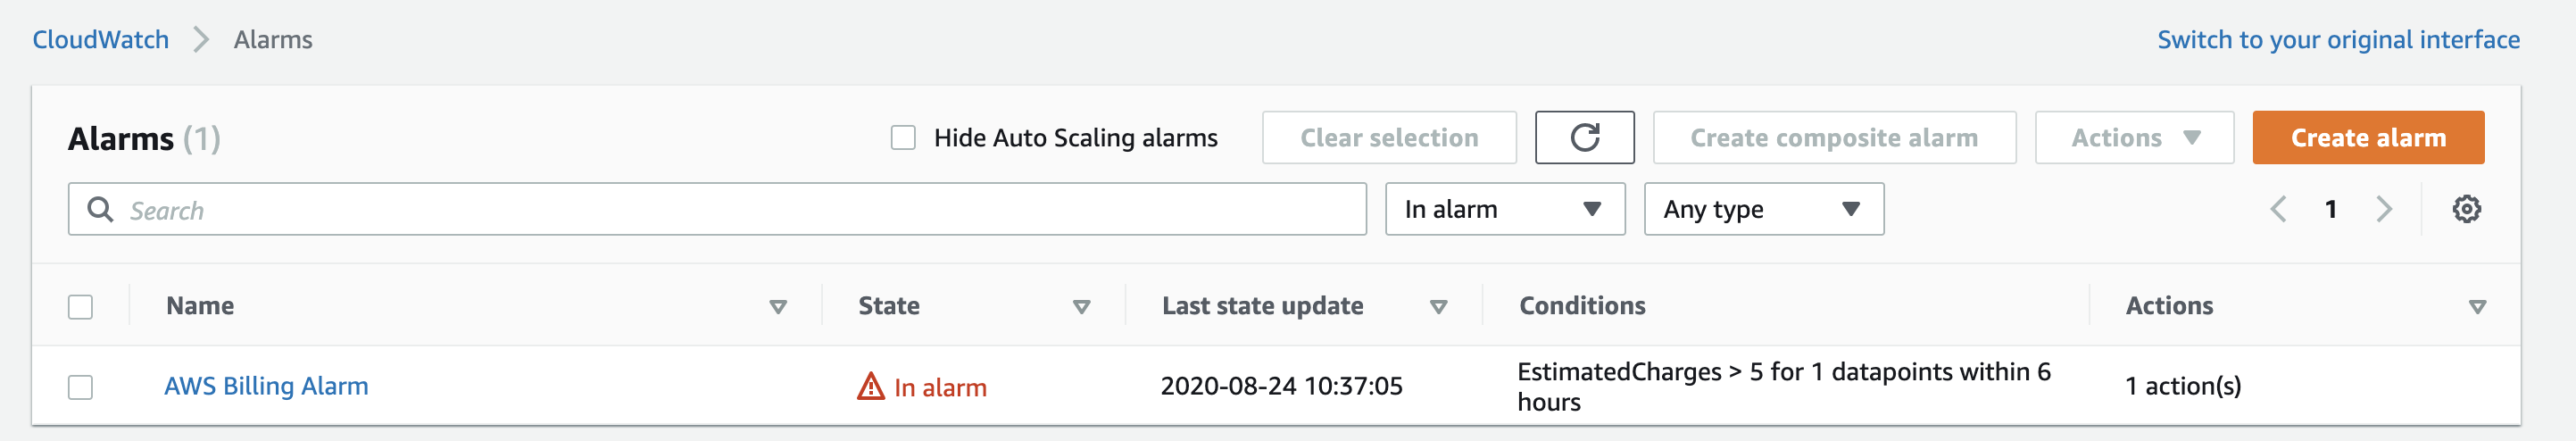 CloudWatch > Alarms
Switch to your original interface
Alarms (1)
Hide Auto Scaling alarms
Clear selection
Create composite alarm
Actions
Create alarm
Search
In alarm
Any type
1
Name
State
Last state update
Conditions
Actions
AWS Billing Alarm
In alarm
2020-08-24 10:37:05
EstimatedCharges > 5 for 1 datapoints within 6
hours
1 action(s)